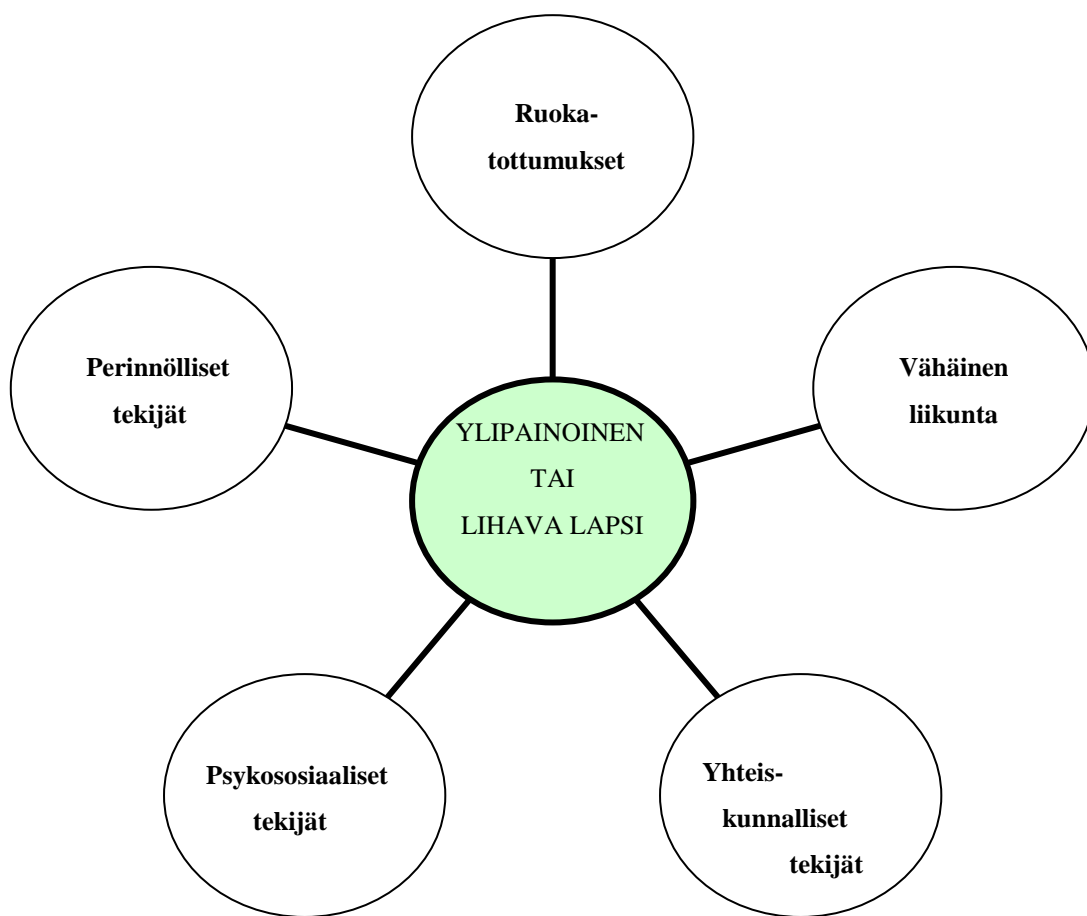 Ruoka-
tottumukset
Perinnölliset
tekijät
Vähäinen
liikunta
YLIPAINOINEN
TAI
LIHAVA LAPSI
Psykososiaaliset
tekijät
Yhteis-
kunnalliset
tekijät